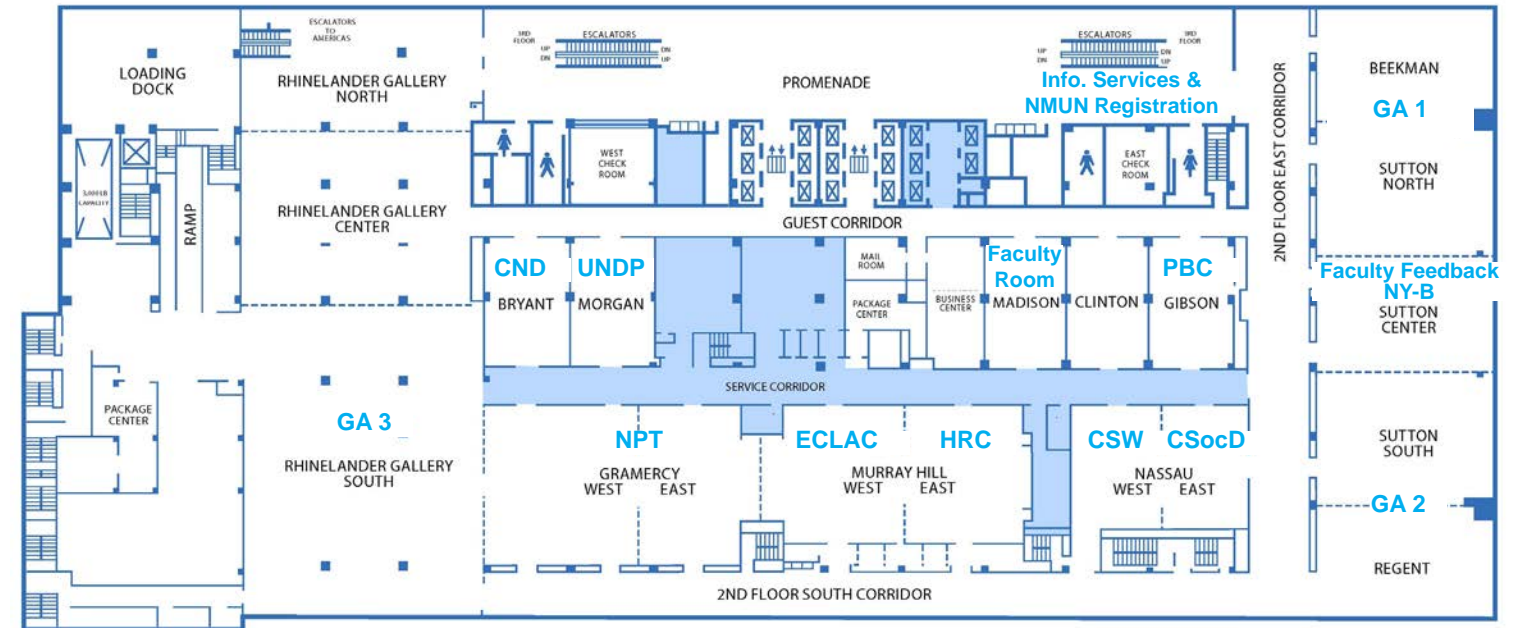 ESCALATORS
TO
AMERICAS
3RD
FLOOR
ESCALATORS
UP
DN
DN
UP
ESCALATORS
3RD
FLOOR
UP
DN
DN
UP
LOADING
DOCK
RHINELANDER GALLERY
NORTH
PROMENADE
Info. Services &
NMUN Registration
2ND FLOOR EAST CORRIDOR
BEEKMAN
GA 1
WEST
CHECK
ROOM
EAST
CHECK
ROOM
SUTTON
NORTH
CAPACITY
RAMP
RHINELANDER GALLERY
CENTER
GUEST CORRIDOR
CND
BRYANT
UNDP
MORGAN
MAIL
ROOM
PACKAGE
CENTER
BUSINESS
CENTER
Faculty
Room
MADISON
CLINTON
PBC
GIBSON
Faculty Feedback
NY-B
SUTTON
CENTER
SERVICE CORRIDOR
PACKAGE
CENTER
GA 3
RHINELANDER GALLERY
SOUTH
NPT
GRAMERCY
WEST EAST
ECLAC HRC
MURRAY HILL
WEST EAST
CSW CSocD
NASSAU
WEST EAST
SUTTON
SOUTH
GA 2
REGENT
2ND FLOOR SOUTH CORRIDOR